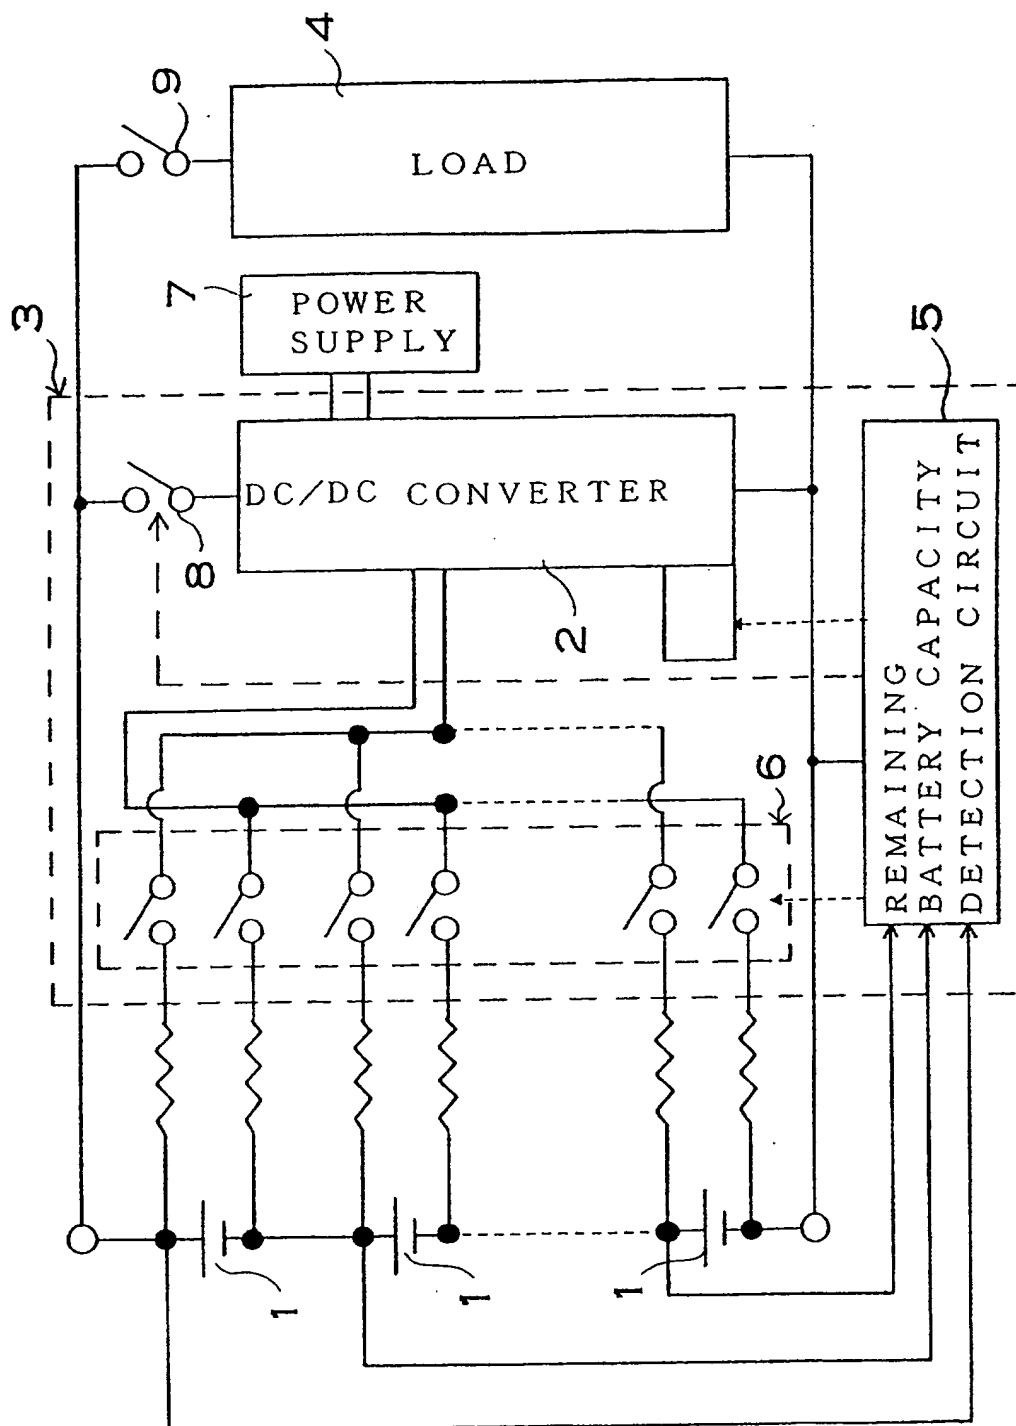 3
9
4
LOAD
7
POWER
SUPPLY
8
DC/DC CONVERTER
2
6
5
REMAINING
BATTERY CAPACITY
DETECTION CIRCUIT
1
1
1